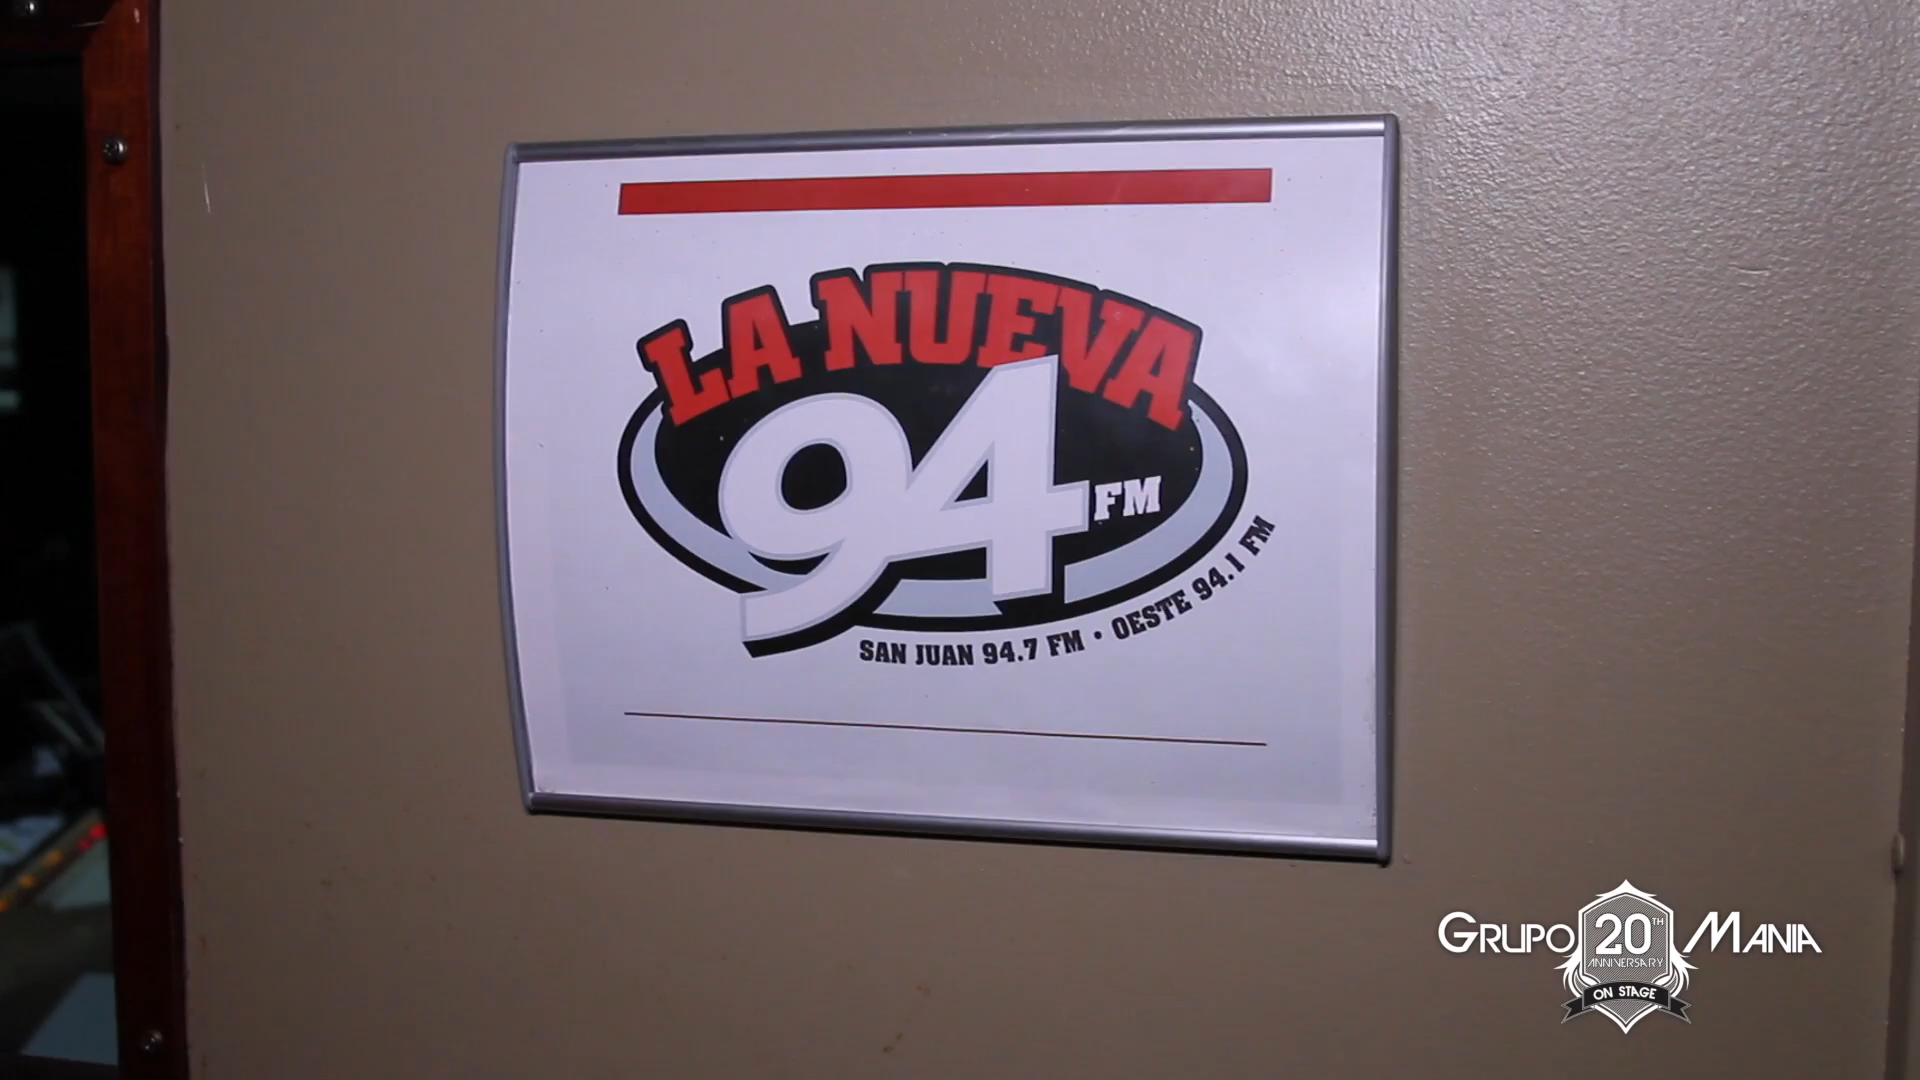 LA NUEVA
94 FM
SAN JUAN 94.7 FM • OESTE 94.1 FM
GRUPO 20TH MANIA
ANNIVERSARY
ON STAGE